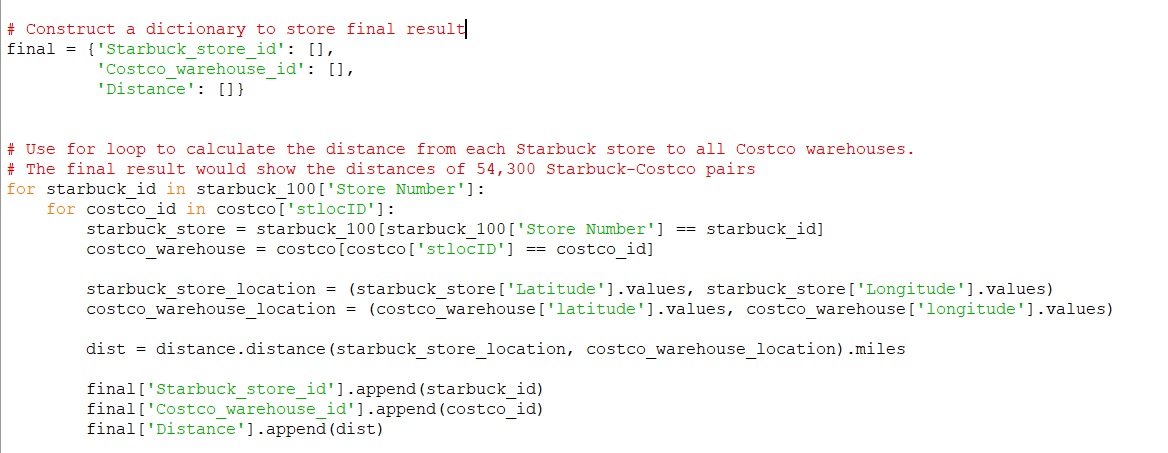 # Construct a dictionary to store final result
final = {'Starbuck_store_id': [],
         'Costco_warehouse_id': [],
         'Distance': []}
# Use for loop to calculate the distance from each Starbuck store to all Costco warehouses.
# The final result would show the distances of 54,300 Starbuck-Costco pairs
for starbuck_id in starbuck_100['Store Number']:
    for costco_id in costco['stlocID']:
        starbuck_store = starbuck_100[starbuck_100['Store Number'] == starbuck_id]
        costco_warehouse = costco[costco['stlocID'] == costco_id]
        starbuck_store_location = (starbuck_store['Latitude'].values, starbuck_store['Longitude'].values)
        costco_warehouse_location = (costco_warehouse['latitude'].values, costco_warehouse['longitude'].values)
        dist = distance.distance(starbuck_store_location, costco_warehouse_location).miles
        final['Starbuck_store_id'].append(starbuck_id)
        final['Costco_warehouse_id'].append(costco_id)
        final['Distance'].append(dist)